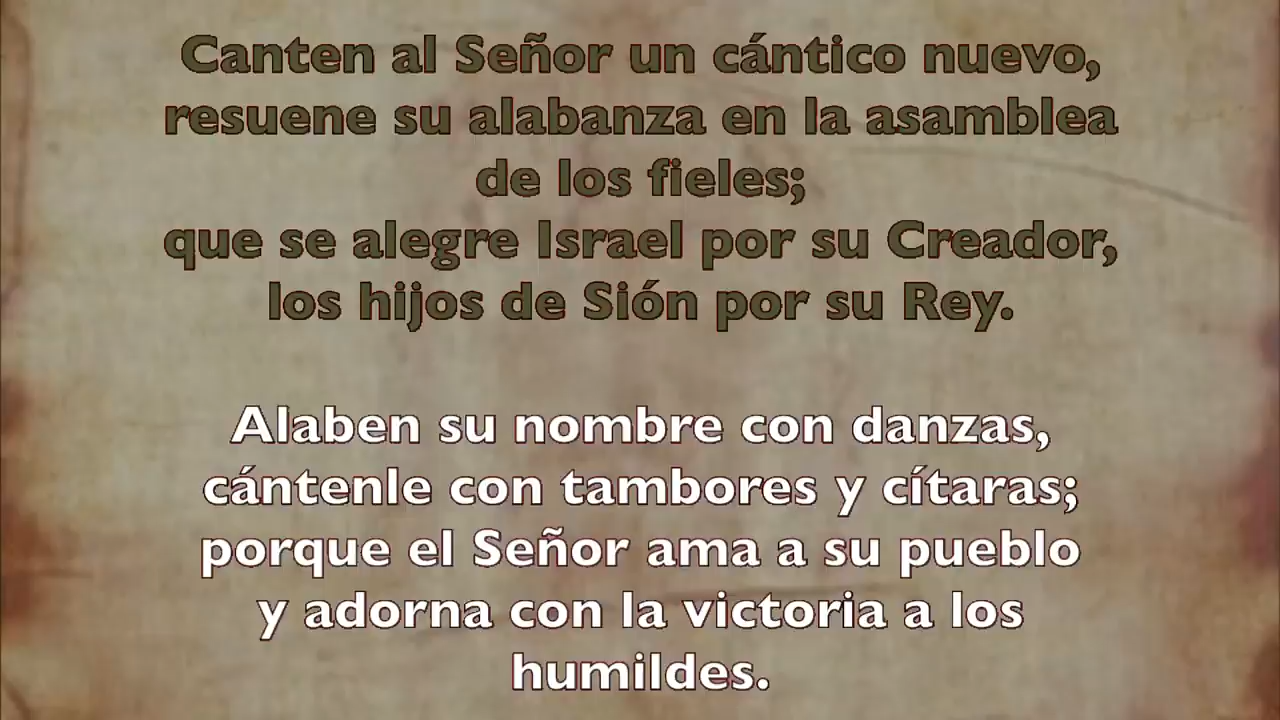 Canten al Señor un cántico nuevo,
resuene su alabanza en la asamblea
de los fieles;
que se alegre Israel por su Creador,
los hijos de Sión por su Rey.
Alaben su nombre con danzas,
cántenle con tambores y cítaras;
porque el Señor ama a su pueblo
y adorna con la victoria a los
humildes.